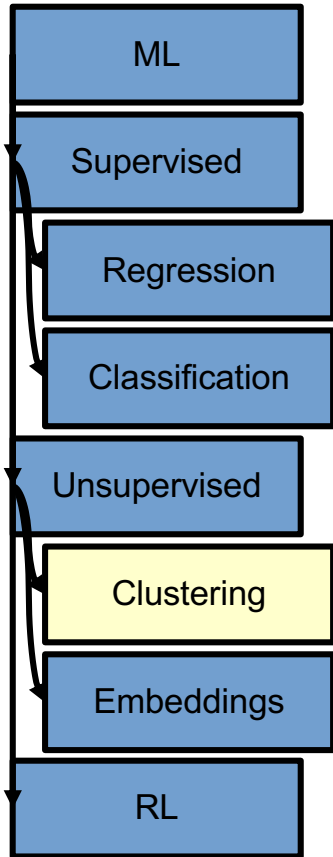 ML
Supervised
Regression
Classification
Unsupervised
Clustering
Embeddings
RL